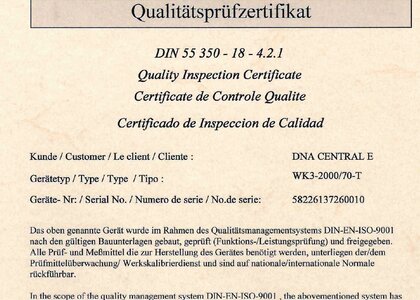 Qualitätsprüfzertifikat
DIN 55 350 - 18 - 4.2.1
Quality Inspection Certificate
Certificate de Controle Qualite
Certificado de Inspeccion de Calidad
Kunde / Customer / Le client / Cliente : DNA CENTRAL E
Gerätetyp / Type / Type / Tipo : WK3-2000/70-T
Geräte- Nr: / Serial No. / Numero de serie / No.de serie: 58226137260010
Das oben genannte Gerät wurde im Rahmen des Qualitätsmanagementsystems DIN-EN-ISO-9001
nach den gültigen Bauunterlagen gebaut, geprüft (Funktions-/Leistungsprüfung) und freigegeben.
Alle Prüf- und Meßmittel die zur Herstellung des Gerätes benötigt werden, unterliegen der/dem
Prüfmittelüberwachung/ Werkskalibrierdienst und sind auf nationale/internationale Normale
rückführbar.
In the scope of the quality management system DIN-EN-ISO-9001 , the abovementioned system has